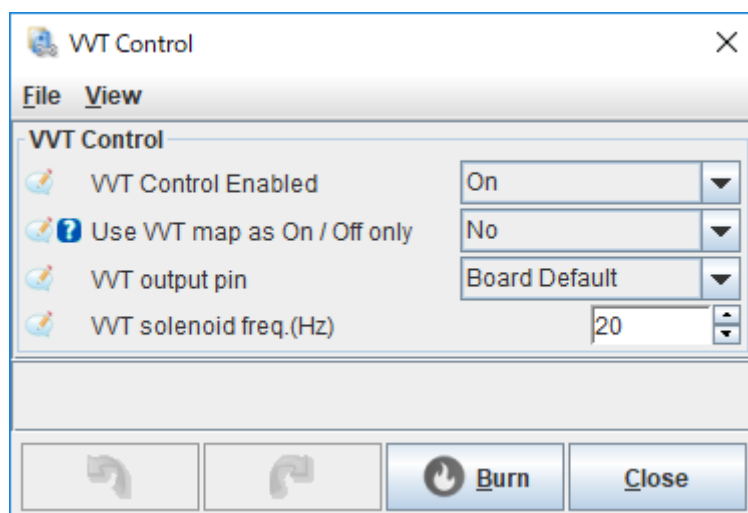 VVT Control
File View
VVT Control
VVT Control Enabled On
? Use VVT map as On / Off only No
VVT output pin Board Default
VVT solenoid freq.(Hz) 20
Burn Close